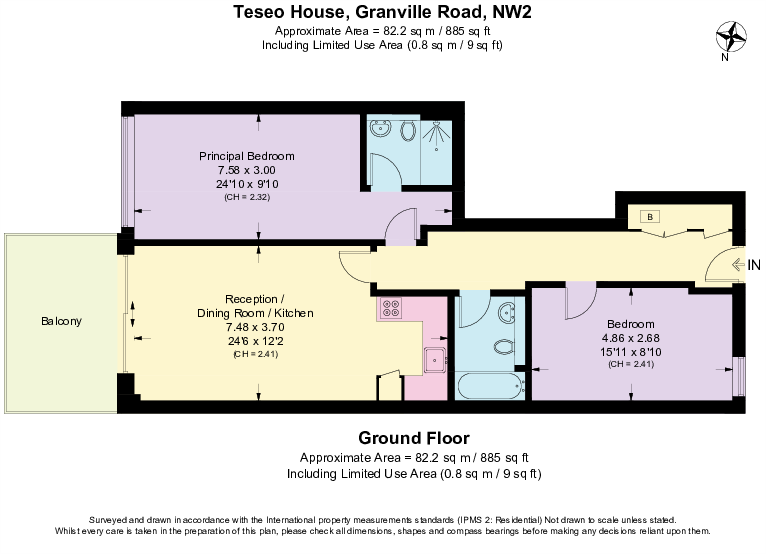 Teseo House, Granville Road, NW2
Approximate Area = 82.2 sq m / 885 sq ft
Including Limited Use Area (0.8 sq m / 9 sq ft)
N
Principal Bedroom
7.58 x 3.00
24'10 x 9'10
(CH = 2.32)
B
IN
Balcony
Reception /
Dining Room / Kitchen
7.48 x 3.70
24'6 x 12'2
(CH = 2.41)
Bedroom
4.86 x 2.68
15'11 x 8'10
(CH = 2.41)
Ground Floor
Approximate Area = 82.2 sq m / 885 sq ft
Including Limited Use Area (0.8 sq m / 9 sq ft)
Surveyed and drawn in accordance with the International property measurements standards (IPMS 2: Residential) Not drawn to scale unless stated.
Whilst every care is taken in the preparation of this plan, please check all dimensions, shapes and compass bearings before making any decisions reliant upon them.